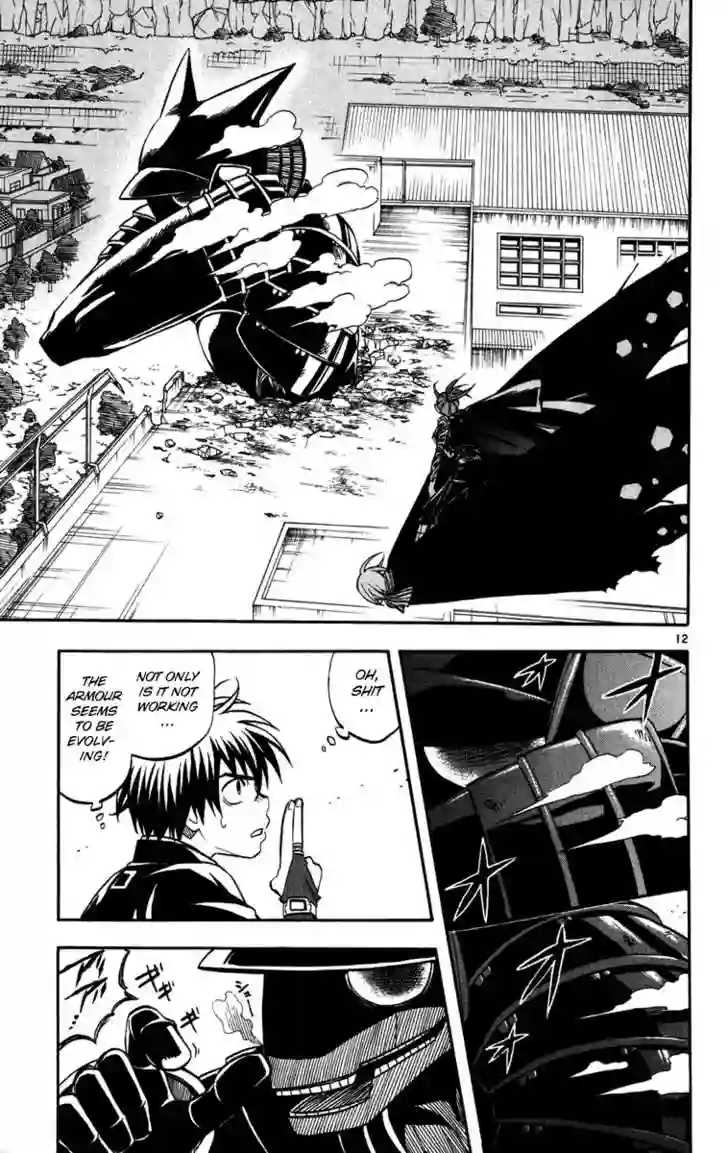 12
OH,
SHIT
...
NOT ONLY
IS IT NOT
WORKING
...
THE
ARMOUR
SEEMS
TO BE
EVOLV-
ING!